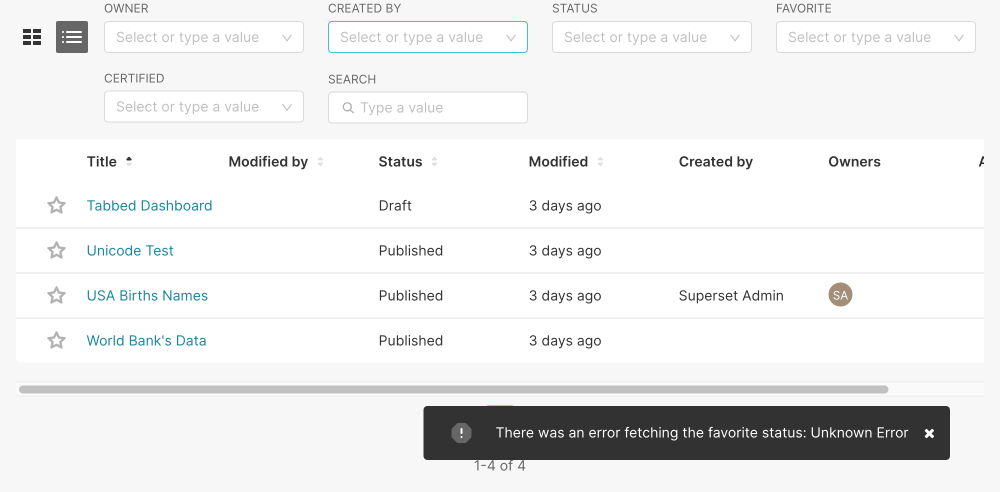 OWNER CREATED BY STATUS FAVORITE
Select or type a value Select or type a value Select or type a value Select or type a value
CERTIFIED SEARCH
Select or type a value Type a value
Title Modified by Status Modified Created by Owners
Tabbed Dashboard Draft 3 days ago
Unicode Test Published 3 days ago
USA Births Names Published 3 days ago Superset Admin SA
World Bank's Data Published 3 days ago
There was an error fetching the favorite status: Unknown Error
1-4 of 4